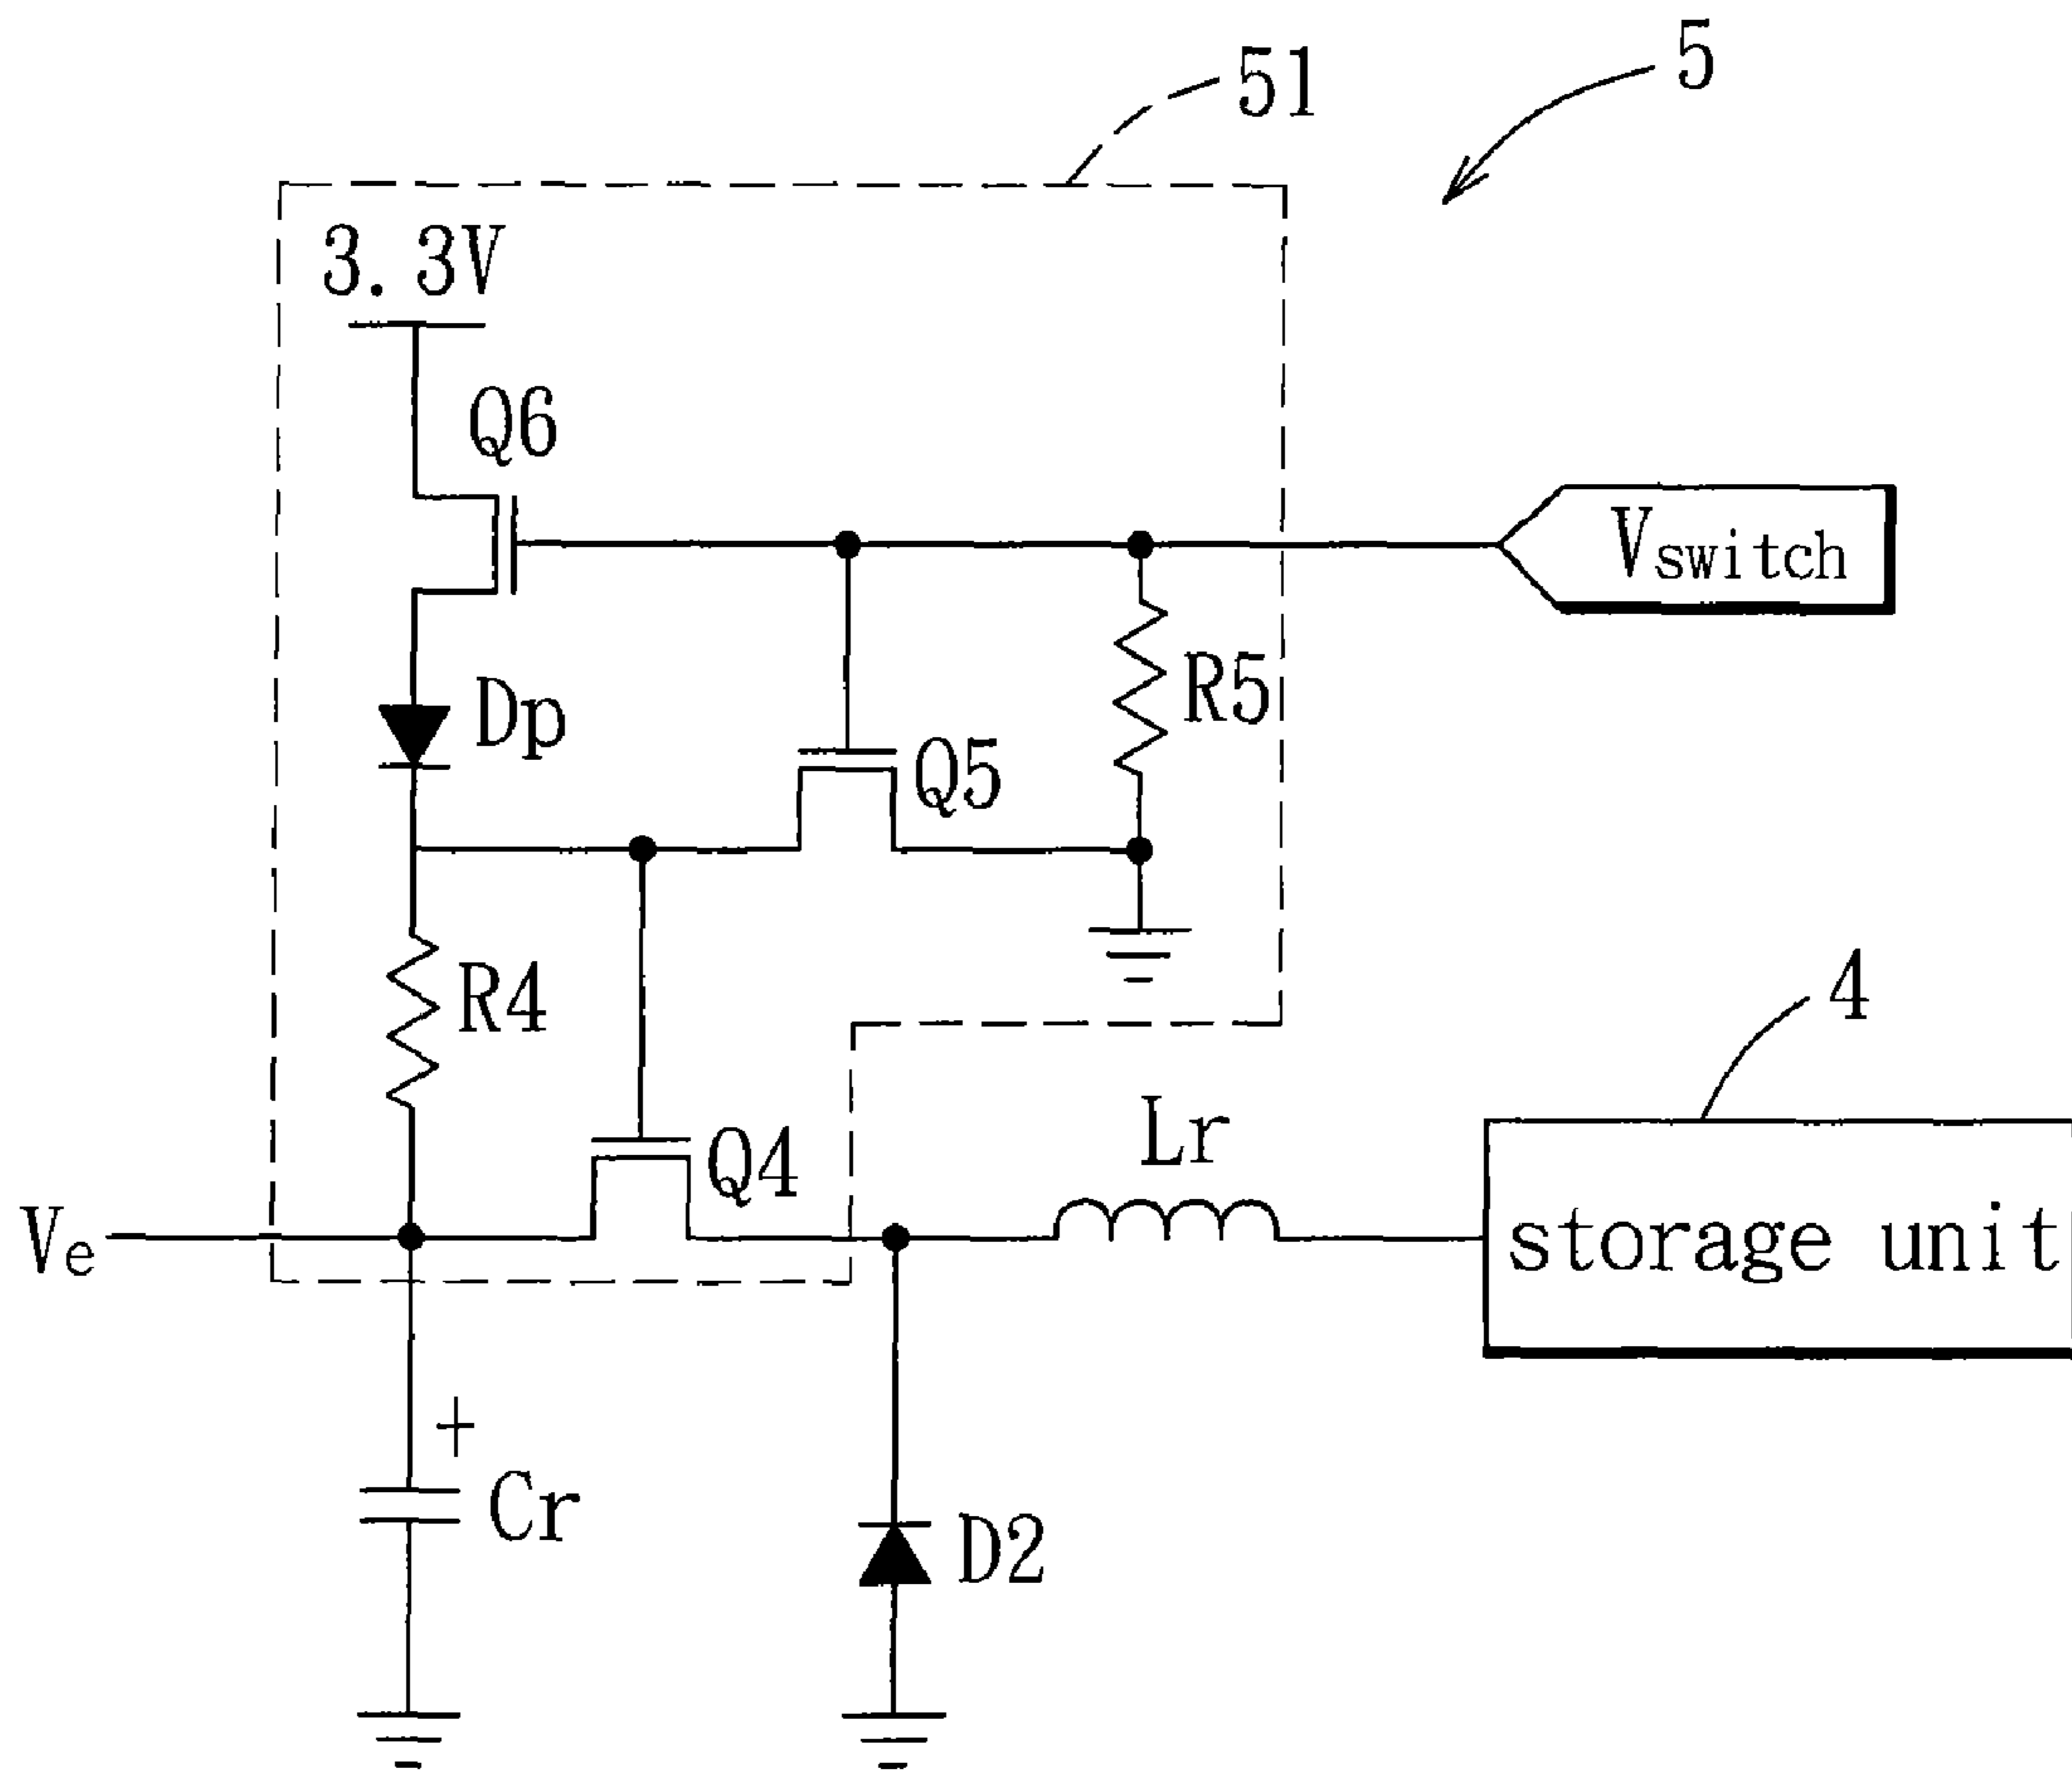 5
51
3.3V
Q6
Vswitch
Dp
R5
Q5
R4
4
Lr
Q4
Ve
storage unit
+
Cr
D2